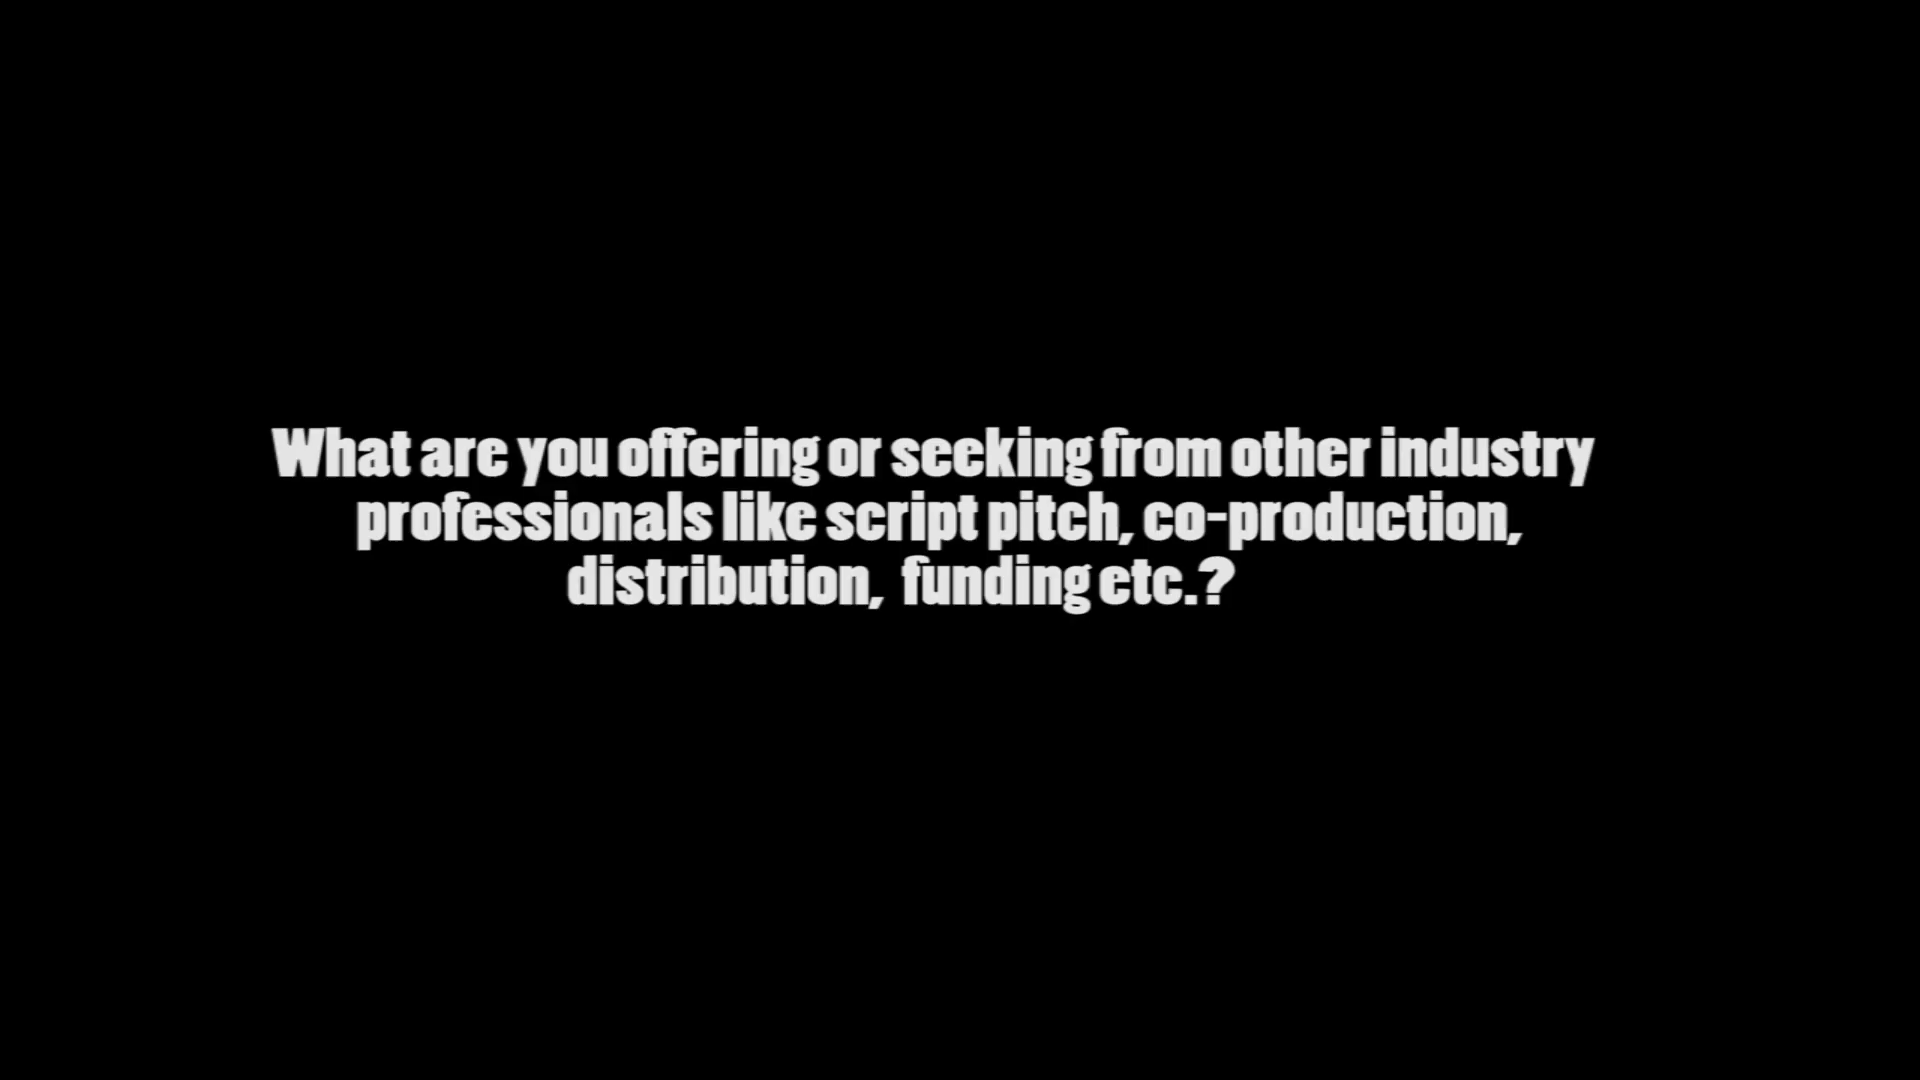 What are you offering or seeking from other industry
professionals like script pitch, co-production,
distribution, funding etc.?